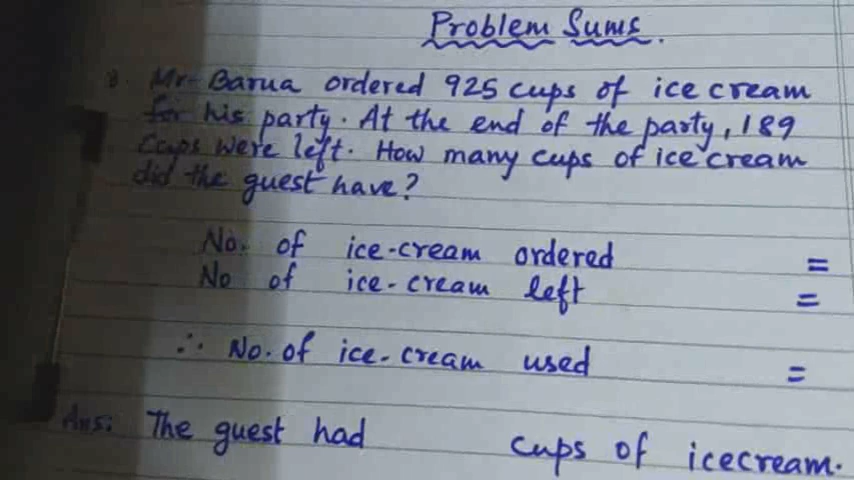 Problem Sums.
8. Mr. Barua ordered 925 cups of ice cream
for his party. At the end of the party, 189
Cups were left. How many cups of ice cream
did the guest have?
No. of ice-cream ordered =
No of ice-cream left =
∴ No. of ice-cream used =
Ans: The guest had cups of icecream.